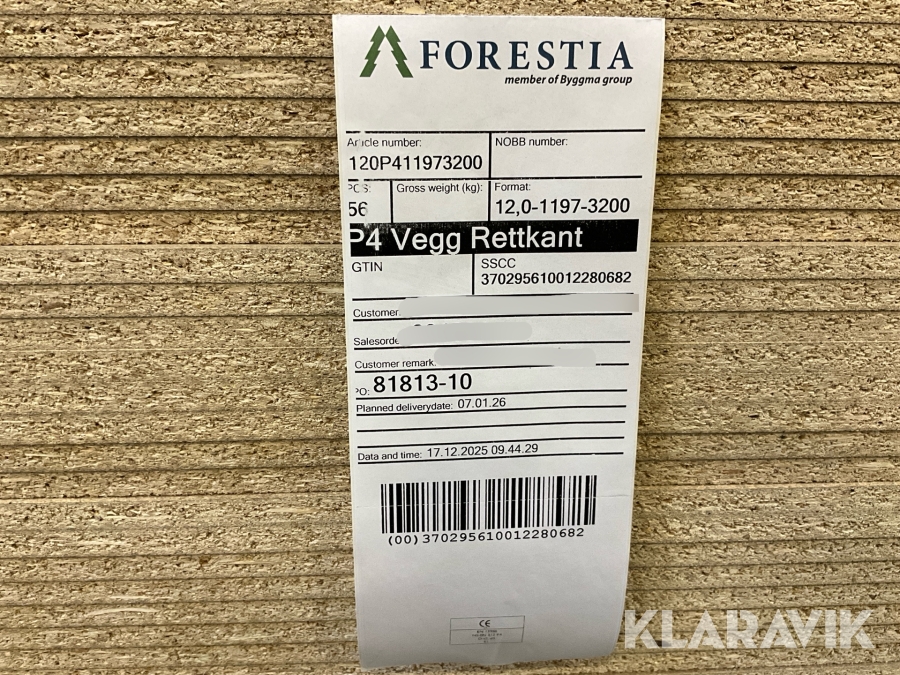 FORESTIA
member of Byggma group
Article number:
120P411973200
NOBB number:
PCS:
56
Gross weight (kg):
Format:
12,0-1197-3200
P4 Vegg Rettkant
GTIN
SSCC
370295610012280682
Customer
Salesorde
Customer remark.
PO: 81813-10
Planned deliverydate: 07.01.26
Data and time: 17.12.2025 09.44.29
(00)370295610012280682
CE
KLARAVIK